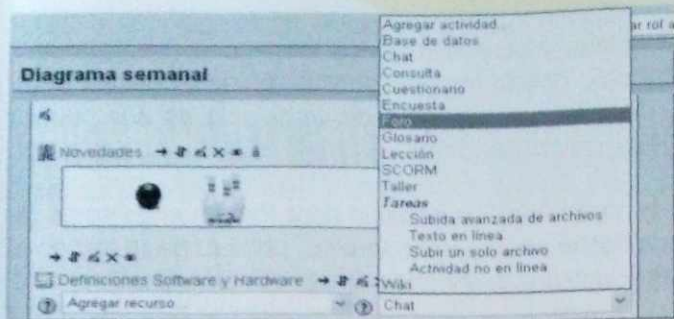 Agregar actividad...
ar rol a
Base de datos
Chat
Consulta
Cuestionario
Encuesta
Foro
Glosario
Lección
SCORM
Taller
Tareas
Subida avanzada de archivos
Texto en línea
Subir un solo archivo
Actividad no en línea
Wiki
Diagrama semanal
Novedades
Definiciones Software y Hardware
Agregar recurso...
Chat